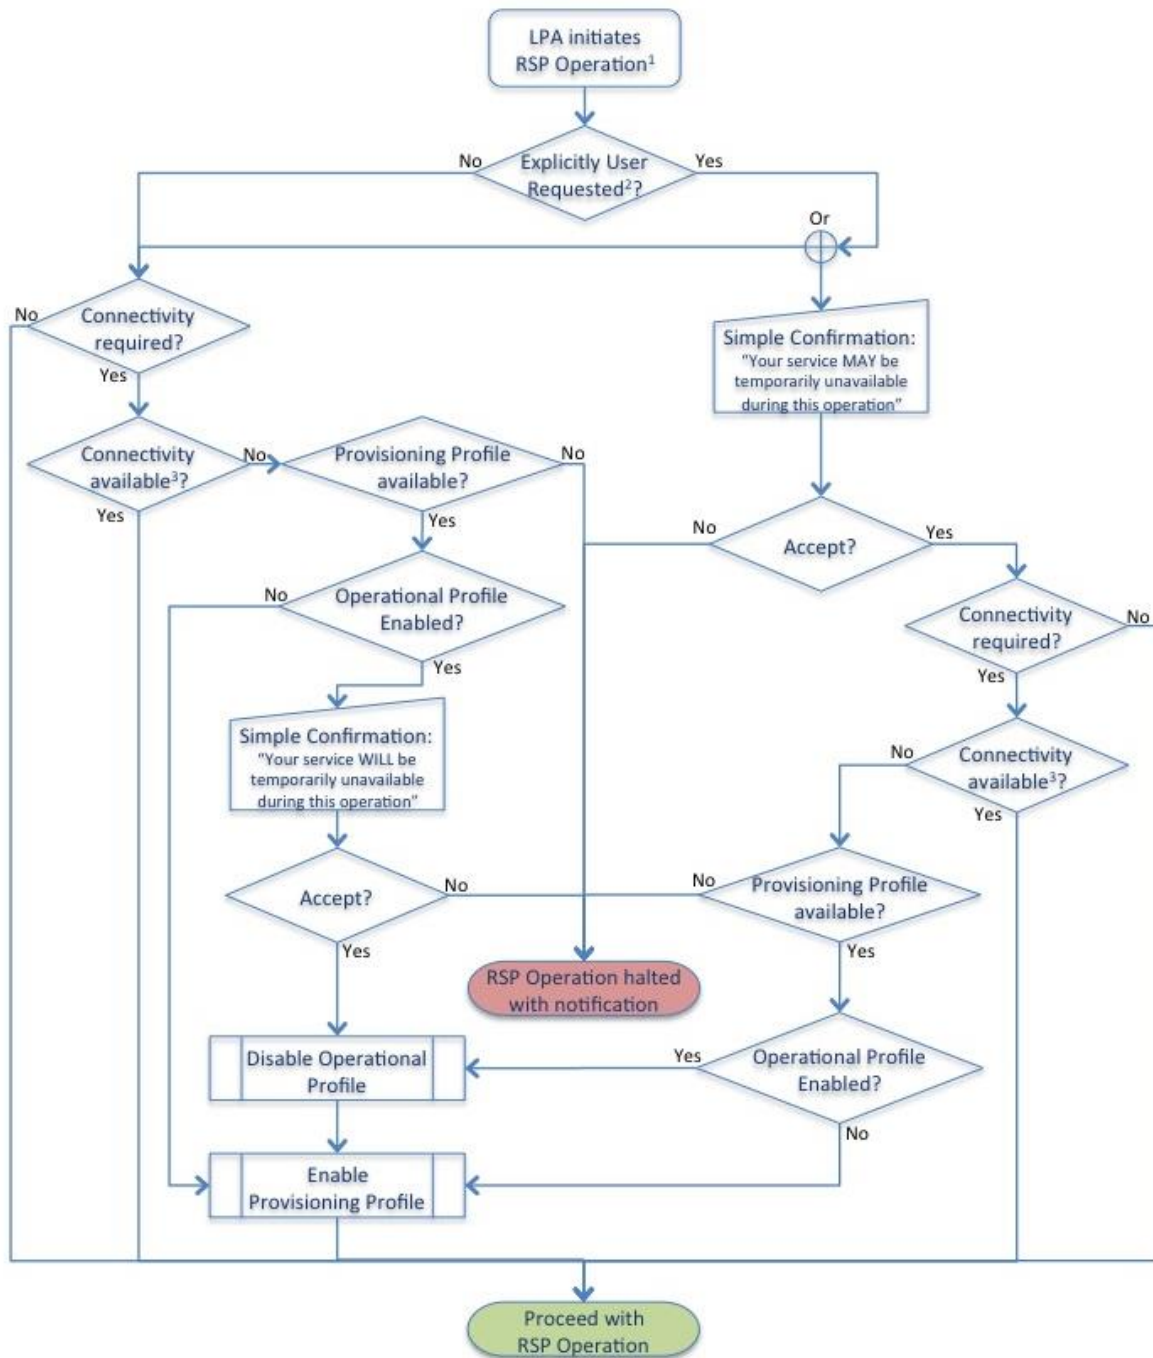 LPA initiates
RSP Operation1
No
Explicitly User
Requested2?
Yes
Or
No
Connectivity
required?
Yes
Simple Confirmation:
“Your service MAY be
temporarily unavailable
during this operation”
Connectivity
available3?
No
Yes
Provisioning Profile
available?
No
Yes
No
Accept?
Yes
No
Operational Profile
Enabled?
Yes
Connectivity
required?
No
Yes
Simple Confirmation:
“Your service WILL be
temporarily unavailable
during this operation”
No
Connectivity
available3?
Yes
Accept?
No
Yes
No
Provisioning Profile
available?
Yes
RSP Operation halted
with notification
Disable Operational
Profile
Yes
Operational Profile
Enabled?
No
Enable
Provisioning Profile
Proceed with
RSP Operation